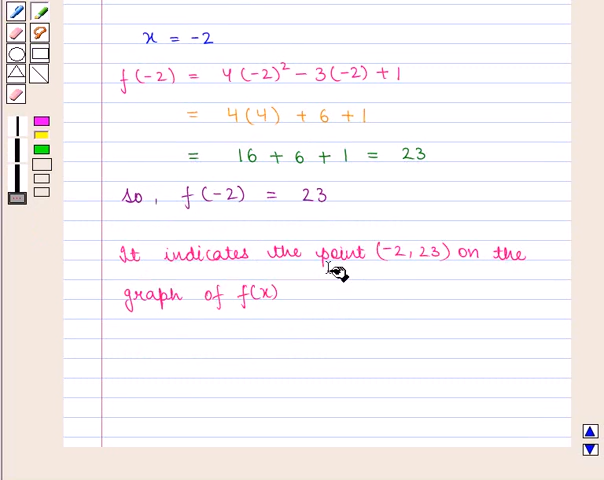 x = -2
f(-2) = 4(-2)² - 3(-2) + 1
= 4(4) + 6 + 1
= 16 + 6 + 1 = 23
so, f(-2) = 23
It indicates the point (-2, 23) on the
graph of f(x)